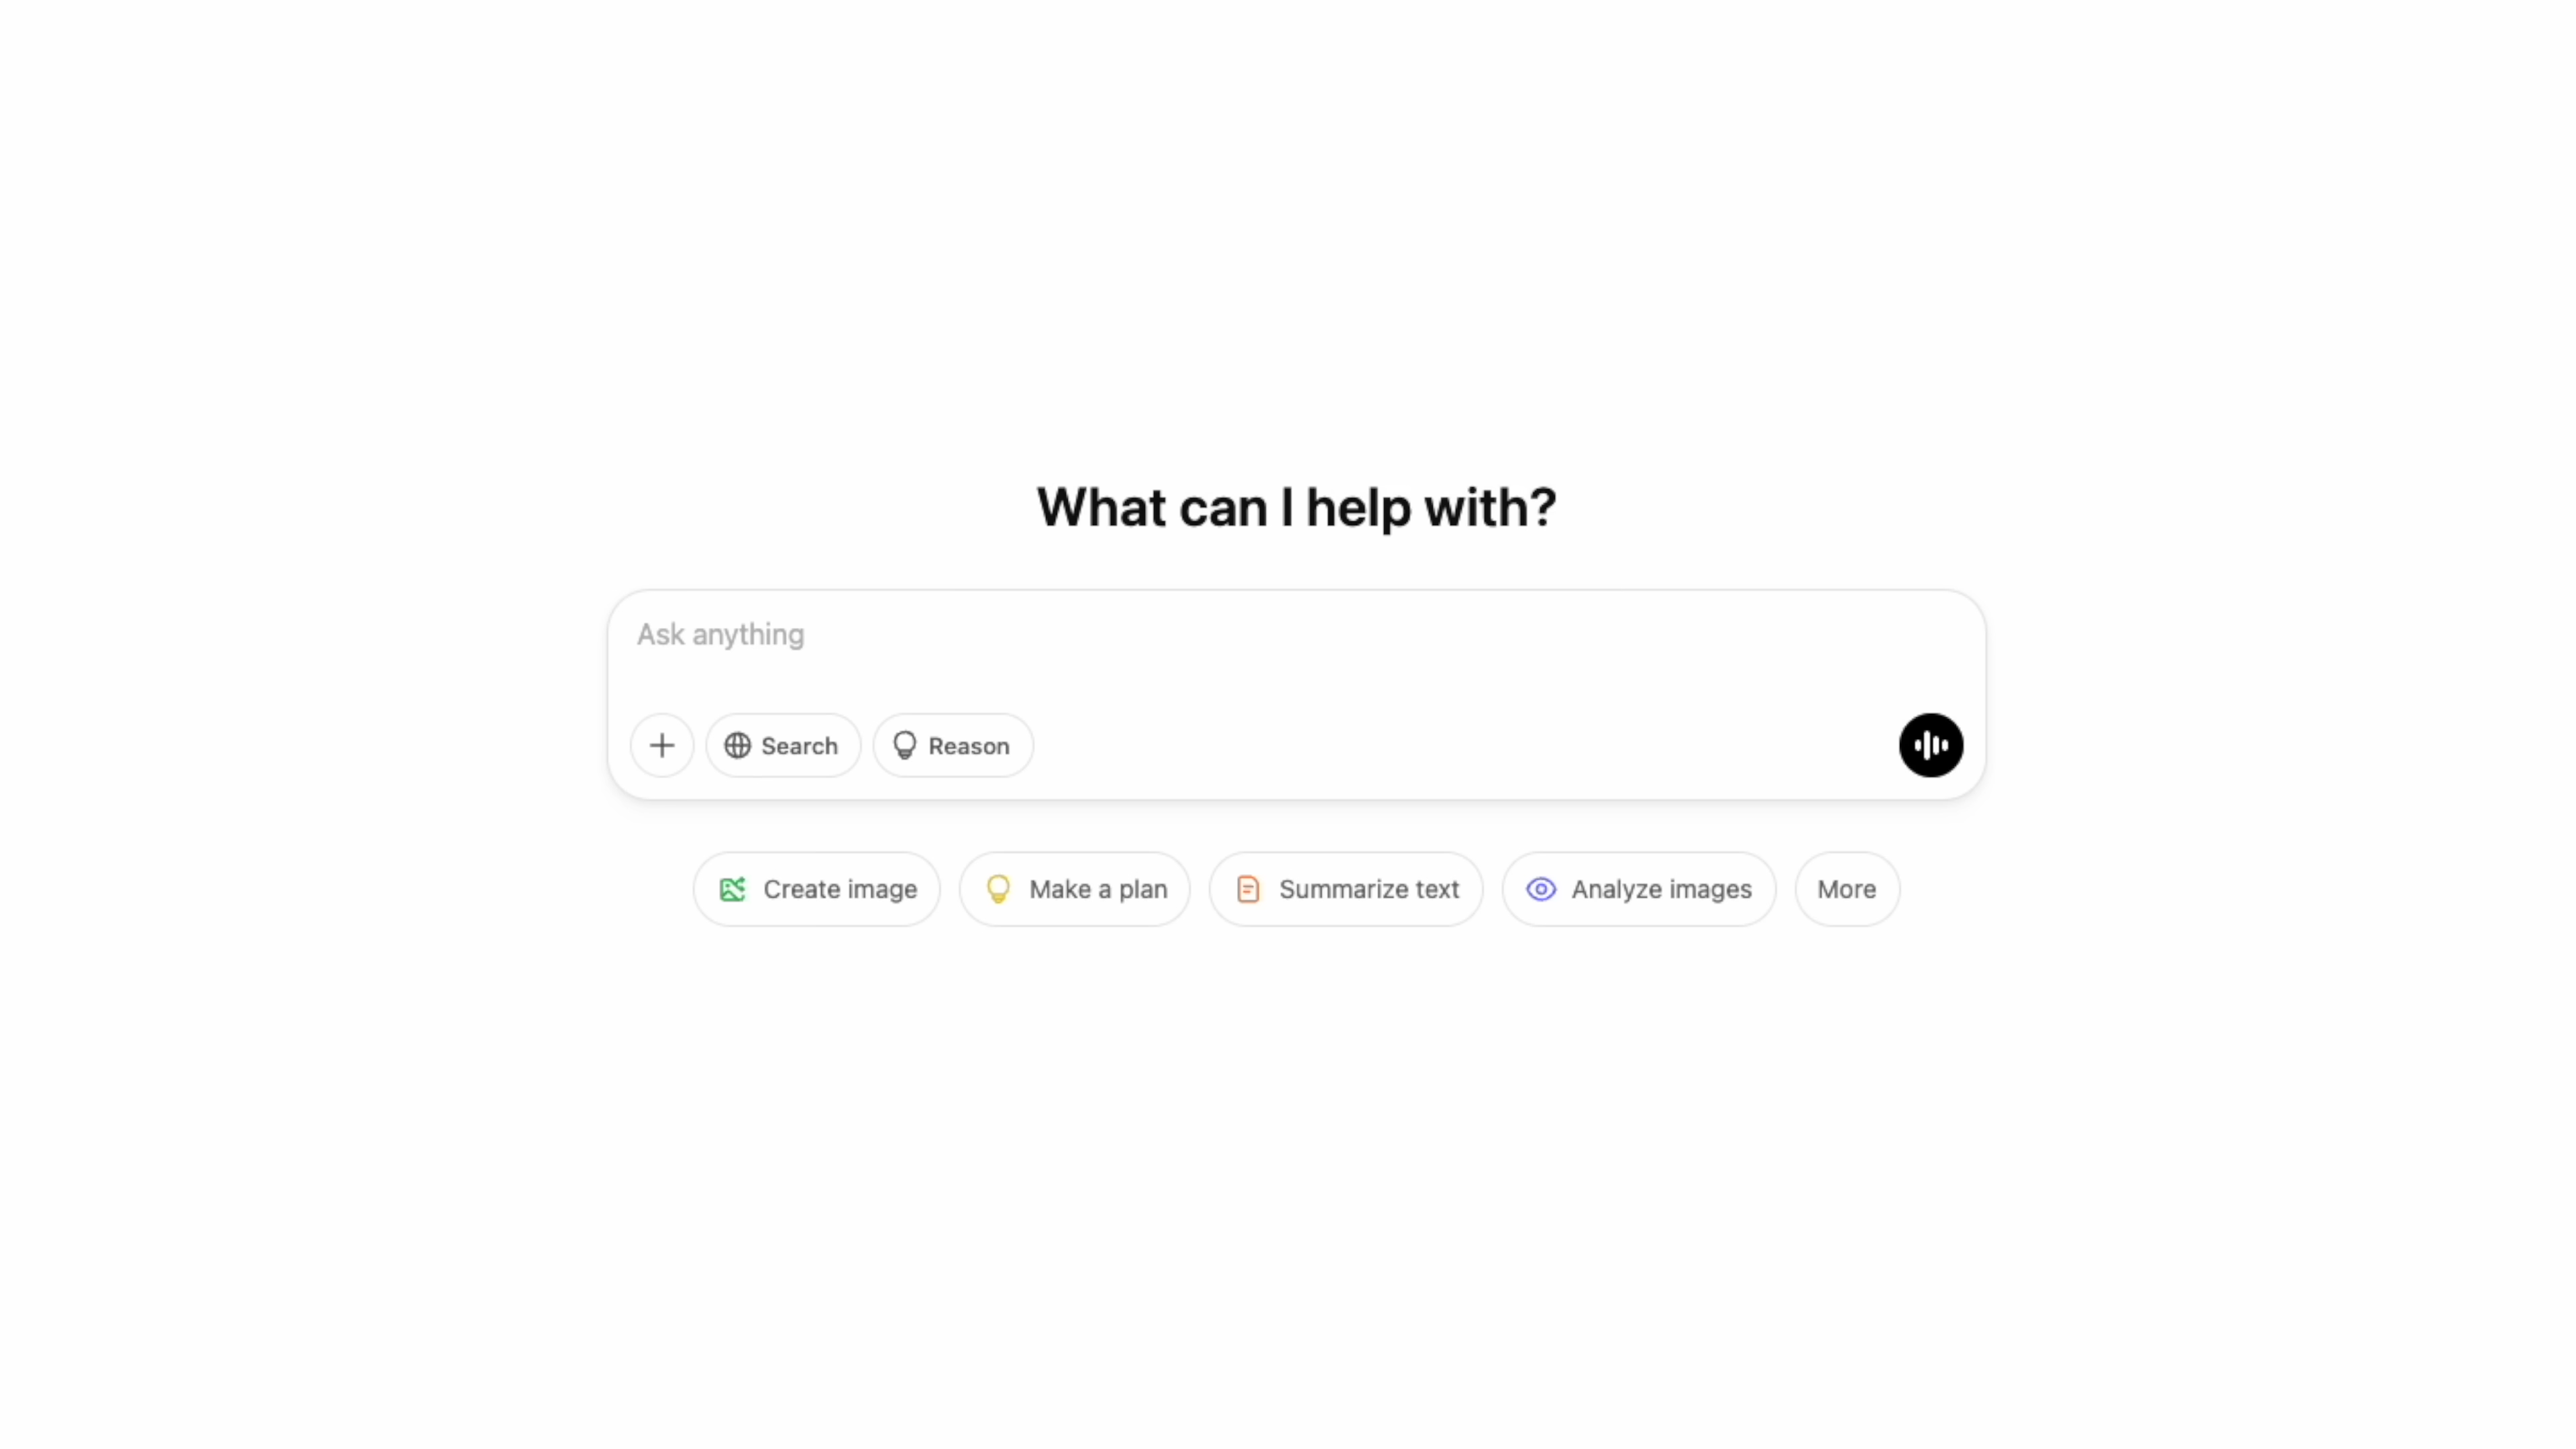 What can I help with?
Ask anything
Search Reason
Create image Make a plan Summarize text Analyze images More